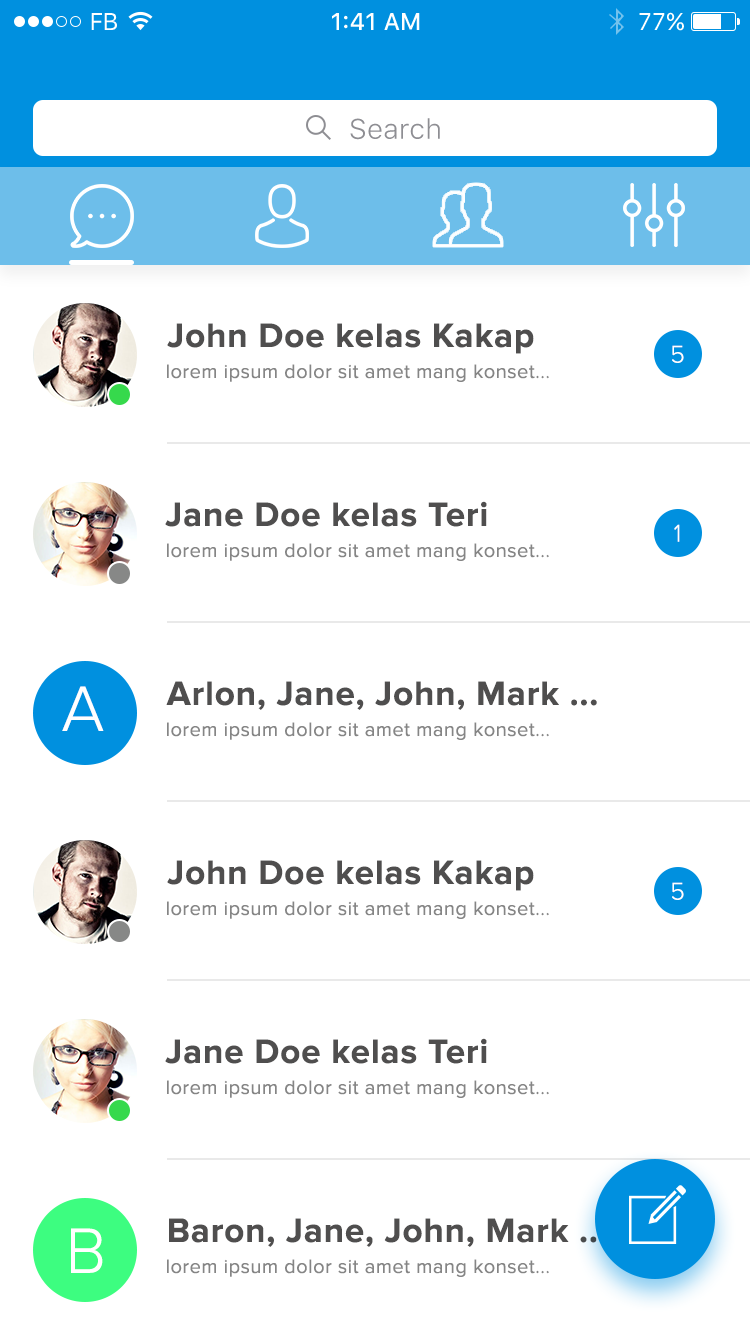 FB 1:41 AM 77%
Search
John Doe kelas Kakap
lorem ipsum dolor sit amet mang konset...
5
Jane Doe kelas Teri
lorem ipsum dolor sit amet mang konset...
1
A
Arlon, Jane, John, Mark ...
lorem ipsum dolor sit amet mang konset...
John Doe kelas Kakap
lorem ipsum dolor sit amet mang konset...
5
Jane Doe kelas Teri
lorem ipsum dolor sit amet mang konset...
B
Baron, Jane, John, Mark ..
lorem ipsum dolor sit amet mang konset...